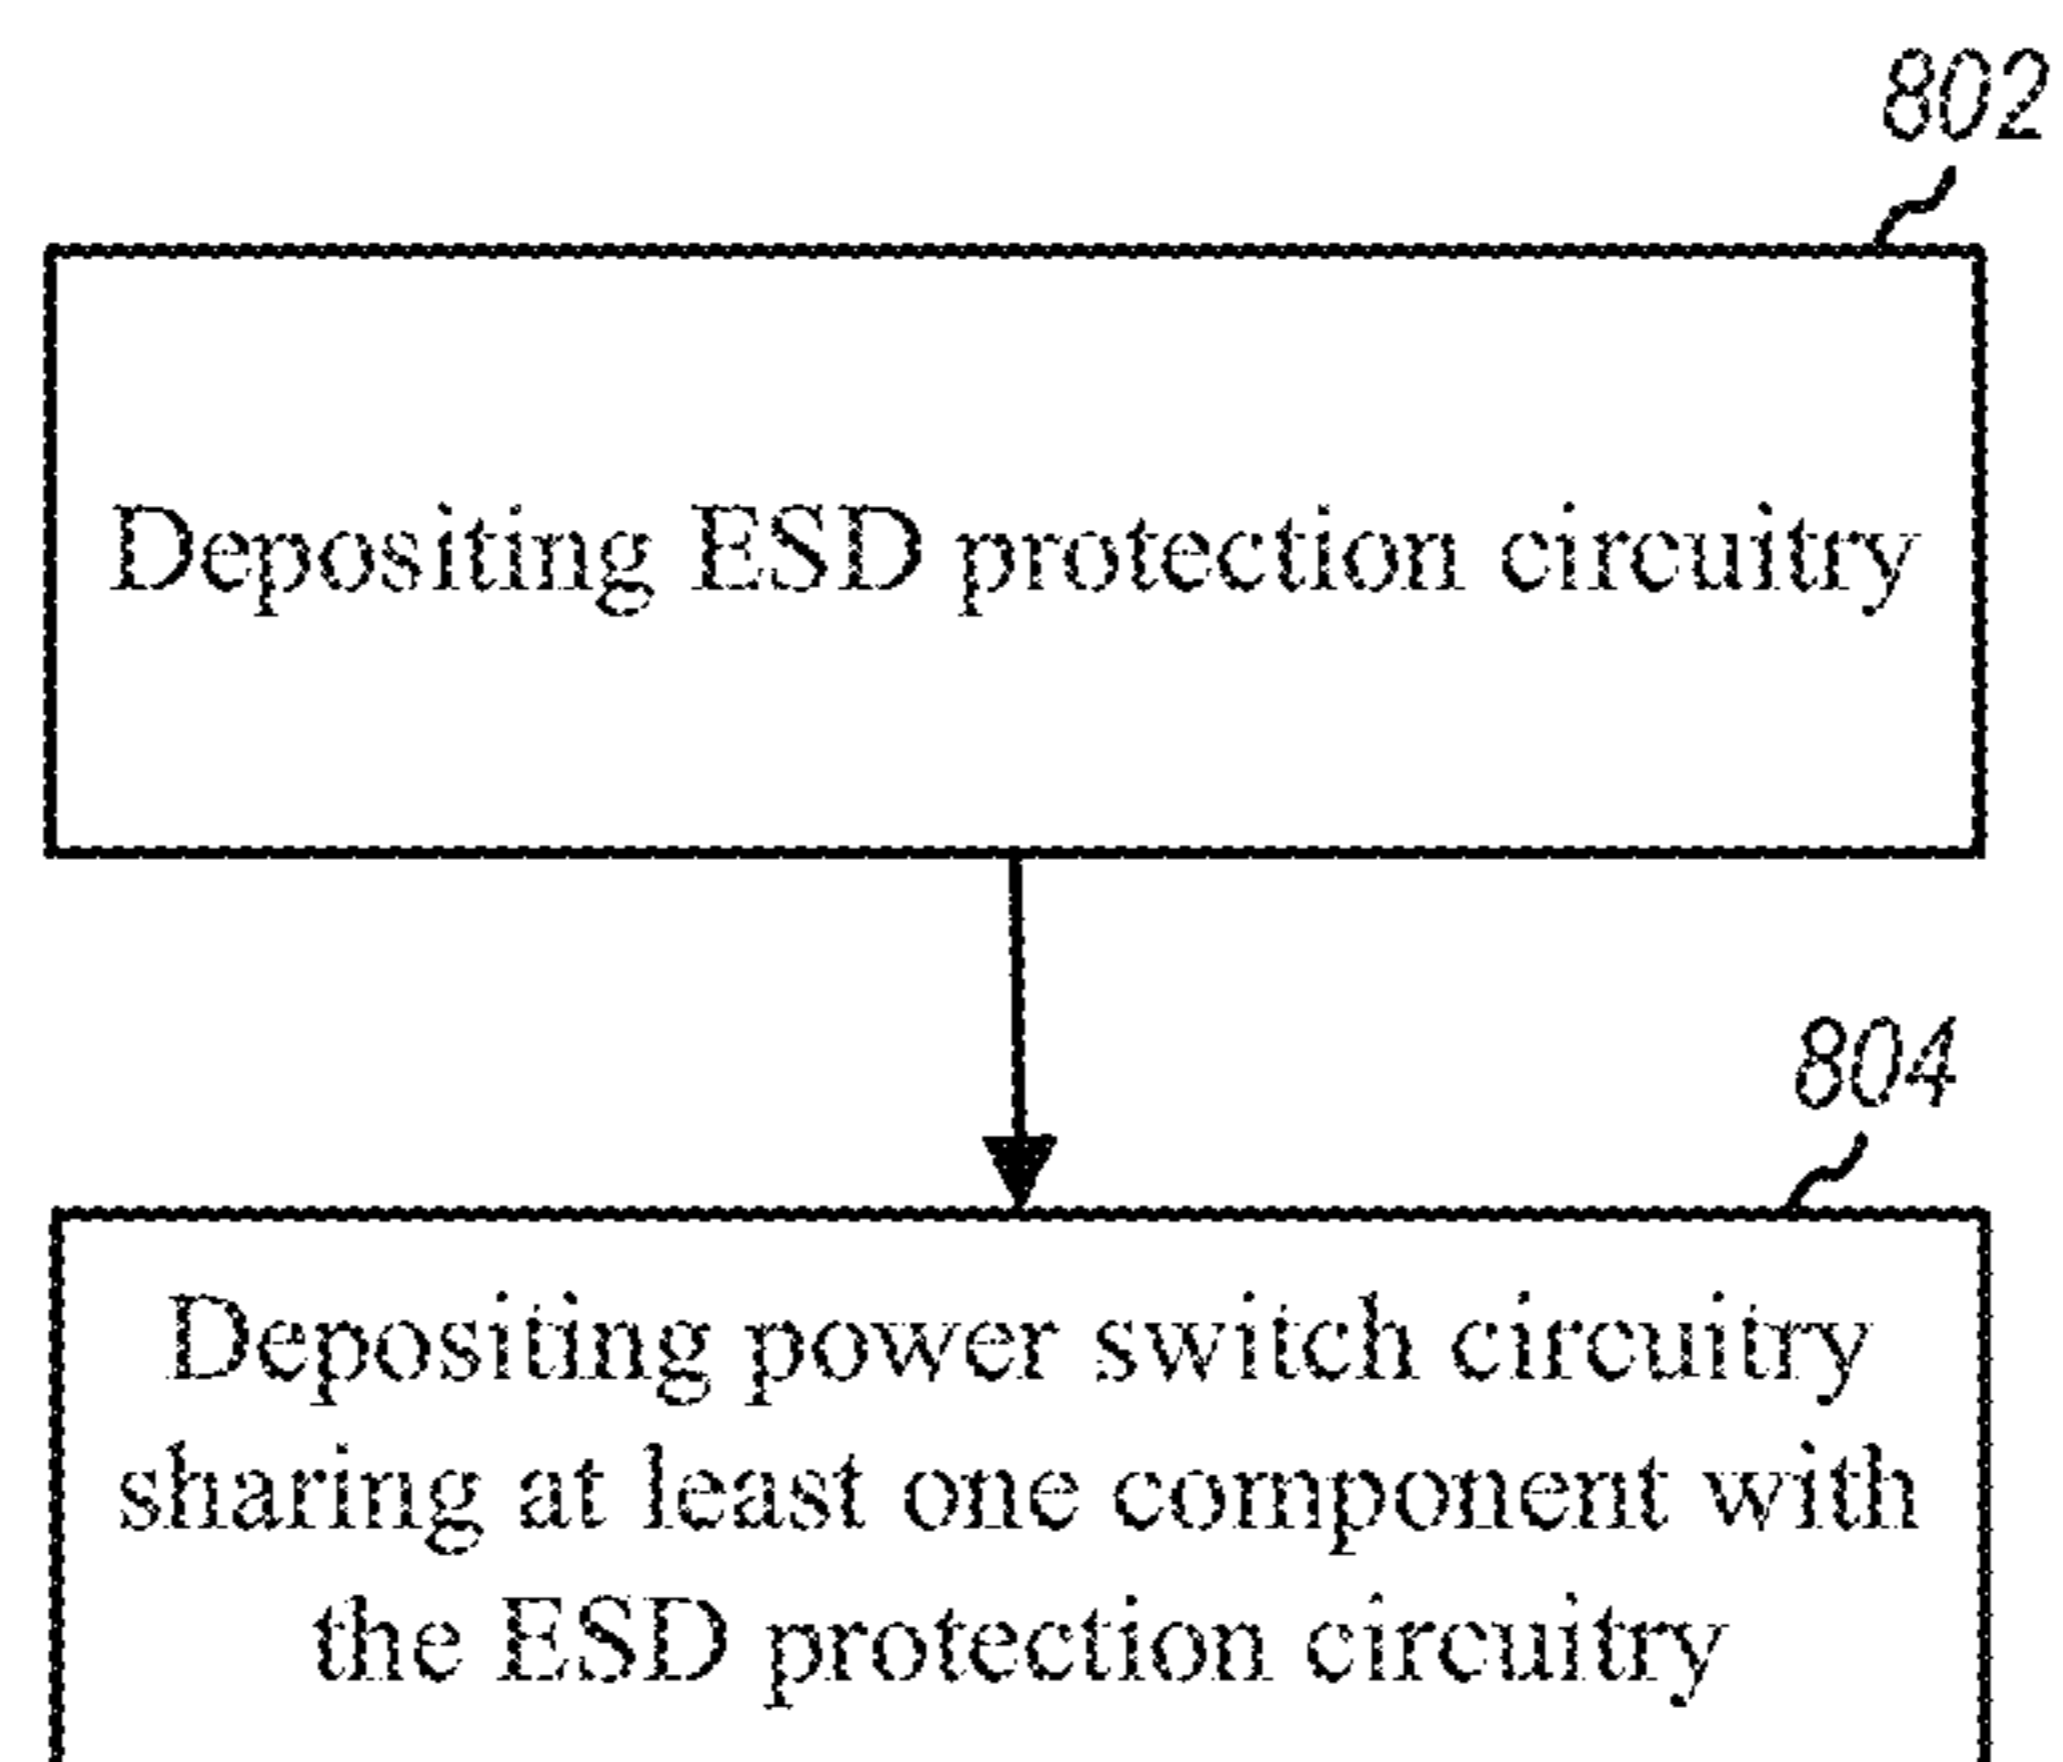 802
Depositing ESD protection circuitry
804
Depositing power switch circuitry
sharing at least one component with
the ESD protection circuitry